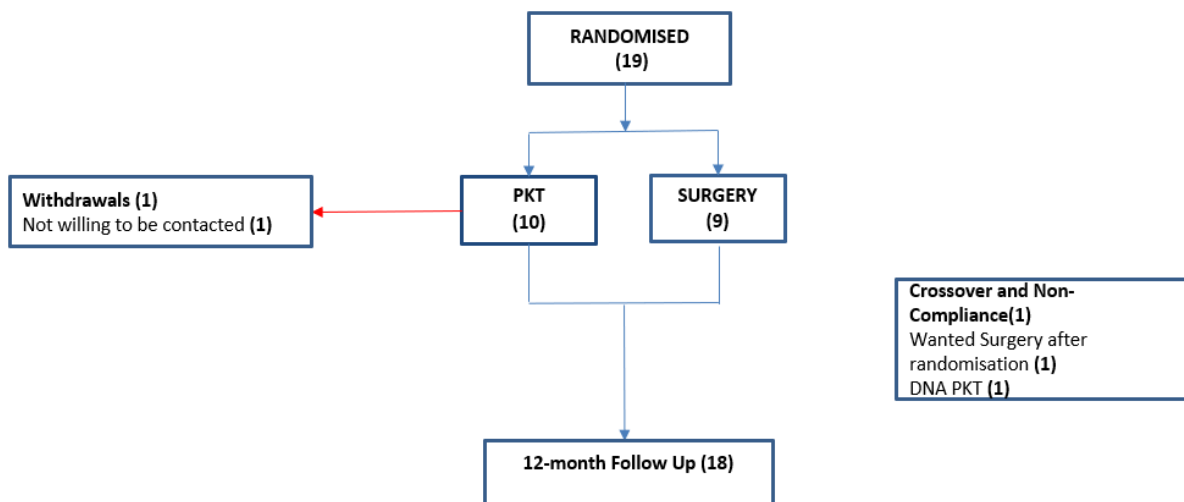 RANDOMISED
(19)
Withdrawals (1)
Not willing to be contacted (1)
PKT
(10)
SURGERY
(9)
Crossover and Non-
Compliance(1)
Wanted Surgery after
randomisation (1)
DNA PKT (1)
12-month Follow Up (18)